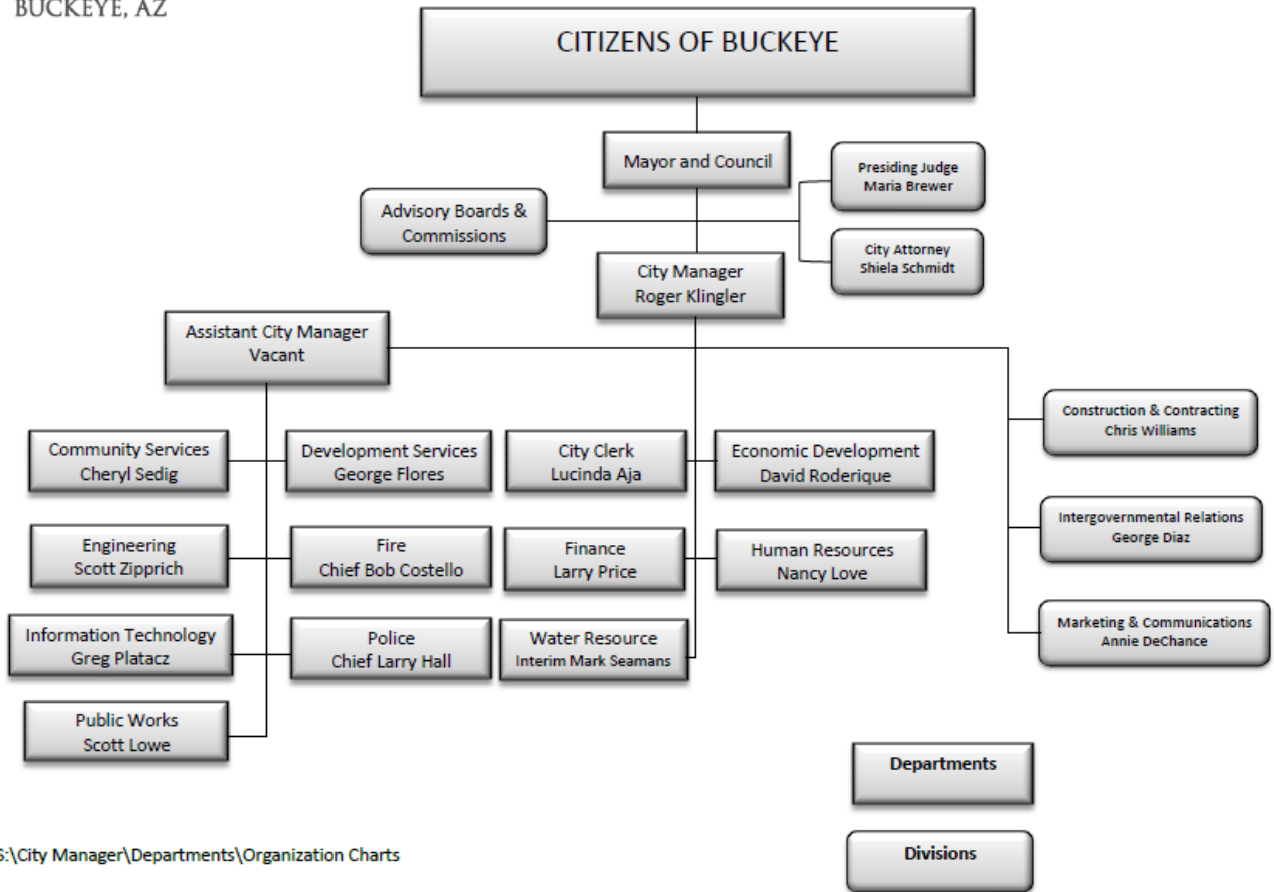 BUCKEYE, AZ
CITIZENS OF BUCKEYE
Mayor and Council
Presiding Judge
Maria Brewer
Advisory Boards &
Commissions
City Attorney
Shiela Schmidt
City Manager
Roger Klingler
Assistant City Manager
Vacant
Community Services
Cheryl Sedig
Development Services
George Flores
City Clerk
Lucinda Aja
Economic Development
David Roderique
Construction & Contracting
Chris Williams
Engineering
Scott Zipprich
Fire
Chief Bob Costello
Finance
Larry Price
Human Resources
Nancy Love
Intergovernmental Relations
George Diaz
Information Technology
Greg Platacz
Police
Chief Larry Hall
Water Resource
Interim Mark Seamans
Marketing & Communications
Annie DeChance
Public Works
Scott Lowe
Departments
Divisions
S:\City Manager\Departments\Organization Charts